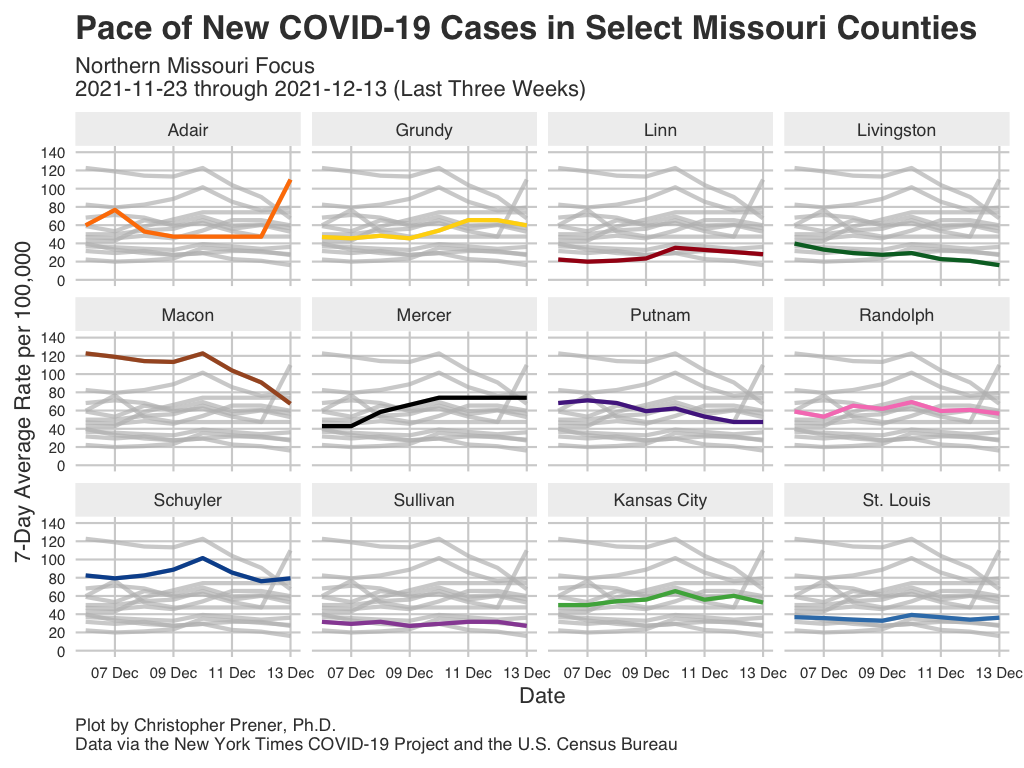 Pace of New COVID-19 Cases in Select Missouri Counties
Northern Missouri Focus
2021-11-23 through 2021-12-13 (Last Three Weeks)
Adair
Grundy
Linn
Livingston
140
120
100
80
60
40
20
0
Macon
Mercer
Putnam
Randolph
140
120
100
80
60
40
20
0
Schuyler
Sullivan
Kansas City
St. Louis
140
120
100
80
60
40
20
0
7-Day Average Rate per 100,000
07 Dec 09 Dec 11 Dec 13 Dec 07 Dec 09 Dec 11 Dec 13 Dec 07 Dec 09 Dec 11 Dec 13 Dec 07 Dec 09 Dec 11 Dec 13 Dec
Date
Plot by Christopher Prener, Ph.D.
Data via the New York Times COVID-19 Project and the U.S. Census Bureau